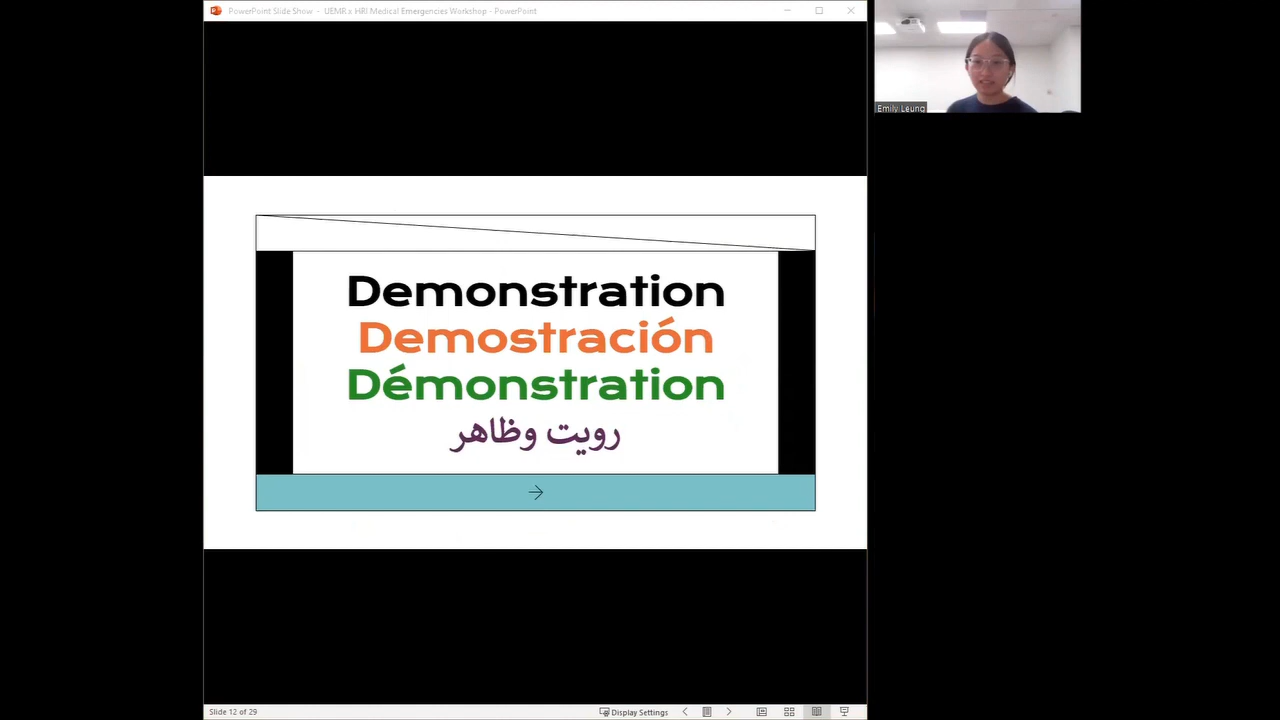 PowerPoint Slide Show - IJEMR x HRI Medical Emergencies Workshop - PowerPoint
Emily Leung
Demonstration
Demostración
Démonstration
رویت وظاهر
Slide 12 of 29
Display Settings